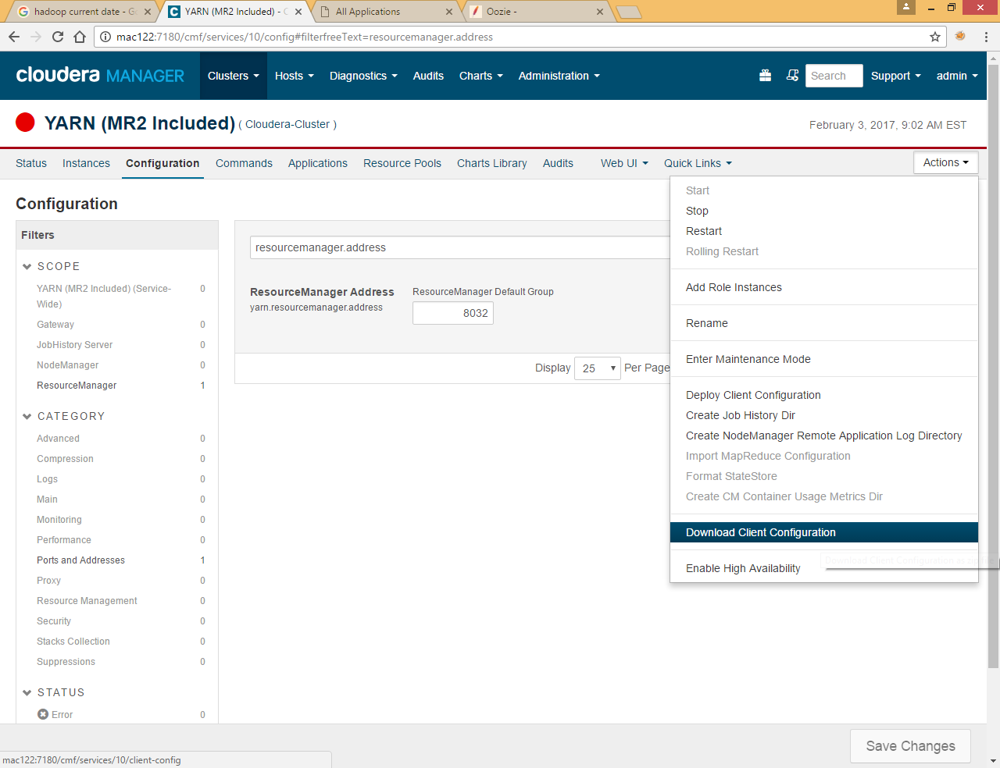 hadoop current date - G
YARN (MR2 Included) - C
All Applications
Oozie -
mac122:7180/cmf/services/10/config#filterfreeText=resourcemanager.address
cloudera MANAGER
Clusters
Hosts
Diagnostics
Audits
Charts
Administration
Search
Support
admin
YARN (MR2 Included) ( Cloudera-Cluster )
February 3, 2017, 9:02 AM EST
Status
Instances
Configuration
Commands
Applications
Resource Pools
Charts Library
Audits
Web UI
Quick Links
Actions
Configuration
Filters
SCOPE
YARN (MR2 Included) (Service-
Wide) 0
Gateway 0
JobHistory Server 0
NodeManager 0
ResourceManager 1
CATEGORY
Advanced 0
Compression 0
Logs 0
Main 0
Monitoring 0
Performance 0
Ports and Addresses 1
Proxy 0
Resource Management 0
Security 0
Stacks Collection 0
Suppressions 0
STATUS
Error 0
resourcemanager.address
ResourceManager Address
yarn.resourcemanager.address
ResourceManager Default Group
8032
Display 25 Per Page
Start
Stop
Restart
Rolling Restart
Add Role Instances
Rename
Enter Maintenance Mode
Deploy Client Configuration
Create Job History Dir
Create NodeManager Remote Application Log Directory
Import MapReduce Configuration
Format StateStore
Create CM Container Usage Metrics Dir
Download Client Configuration
Enable High Availability
Save Changes
mac122:7180/cmf/services/10/client-config